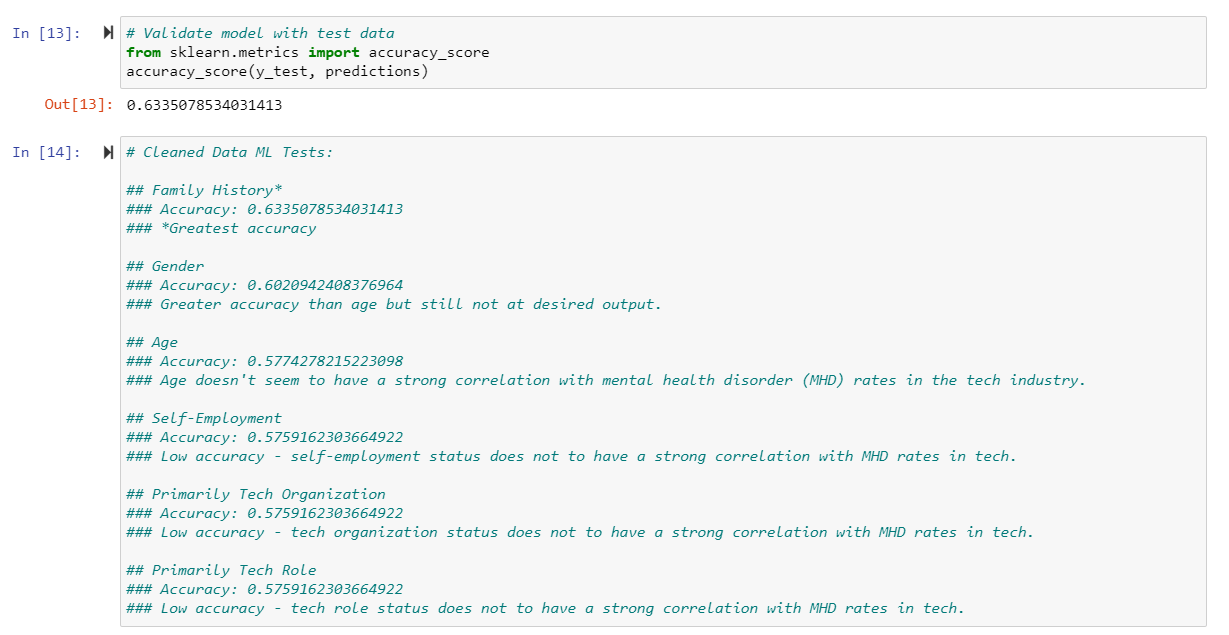 In [13]:
# Validate model with test data
from sklearn.metrics import accuracy_score
accuracy_score(y_test, predictions)
Out[13]: 0.6335078534031413
In [14]:
# Cleaned Data ML Tests:
## Family History*
### Accuracy: 0.6335078534031413
### *Greatest accuracy
## Gender
### Accuracy: 0.6020942408376964
### Greater accuracy than age but still not at desired output.
## Age
### Accuracy: 0.5774278215223098
### Age doesn't seem to have a strong correlation with mental health disorder (MHD) rates in the tech industry.
## Self-Employment
### Accuracy: 0.5759162303664922
### Low accuracy - self-employment status does not to have a strong correlation with MHD rates in tech.
## Primarily Tech Organization
### Accuracy: 0.5759162303664922
### Low accuracy - tech organization status does not to have a strong correlation with MHD rates in tech.
## Primarily Tech Role
### Accuracy: 0.5759162303664922
### Low accuracy - tech role status does not to have a strong correlation with MHD rates in tech.